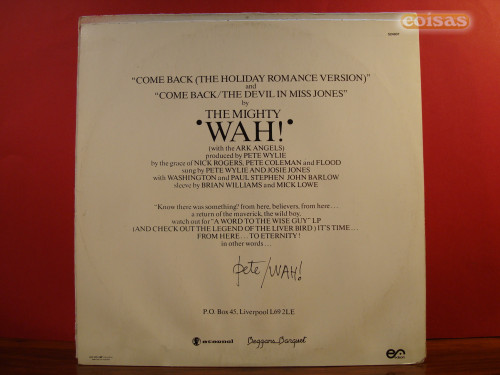 eoisas
"COME BACK (THE HOLIDAY ROMANCE VERSION)"
and
"COME BACK/THE DEVIL IN MISS JONES"
by
THE MIGHTY
•WAH!•
(with the ARK ANGELS)
produced by PETE WYLIE
by the grace of NICK ROGERS, PETE COLEMAN and FLOOD
sung by PETE WYLIE and JOSIE JONES
with WASHINGTON and PAUL STEPHEN JOHN BARLOW
sleeve by BRIAN WILLIAMS and MICK LOWE
"Know there was something? from here, believers, from here . . .
a return of the maverick, the wild boy,
watch out for "A WORD TO THE WISE GUY" LP
(AND CHECK OUT THE LEGEND OF THE LIVER BIRD) IT'S TIME . . .
FROM HERE . . . TO ETERNITY!
in other words . . .
pete/WAH!
P.O. Box 45, Liverpool L69 2LE
Beggars Banquet